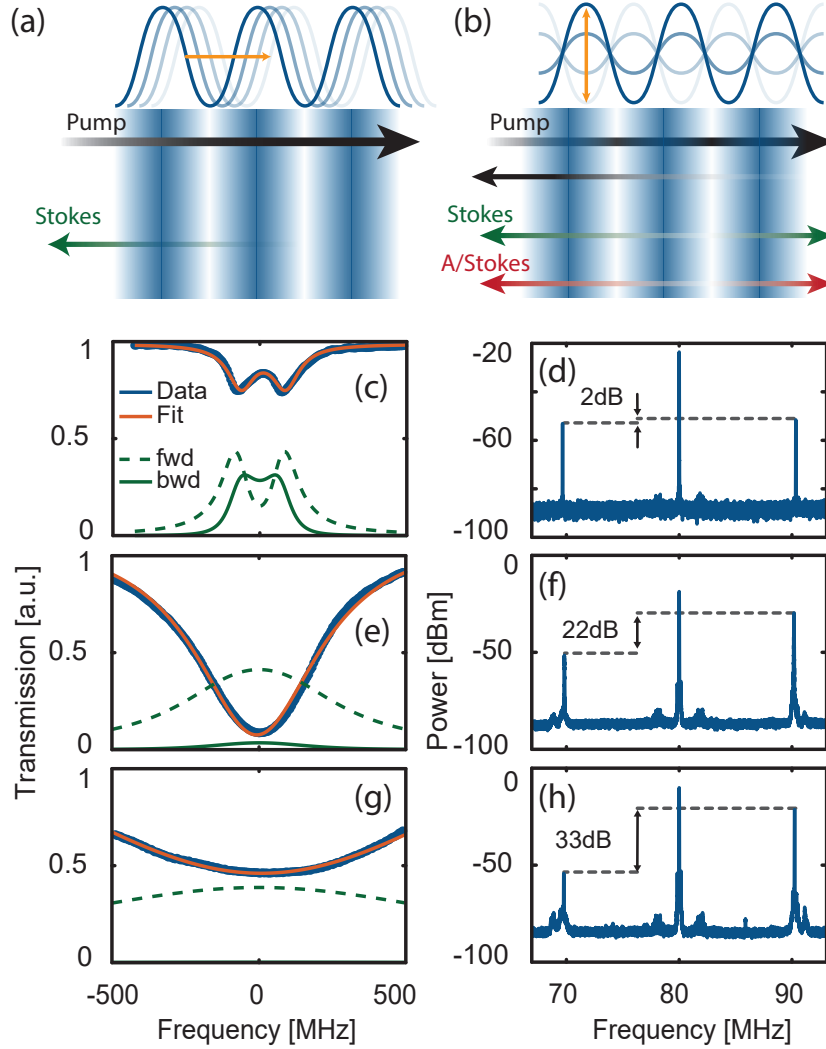 (a)
(b)
Pump
Pump
Stokes
Stokes
A/Stokes
1
0.5
0
Data
Fit
fwd
bwd
(c)
-20
-60
-100
2dB
(d)
1
0.5
0
(e)
0
-50
-100
22dB
(f)
Transmission [a.u.]
Power [dBm]
1
0.5
0
(g)
0
-50
-100
33dB
(h)
-500
0
500
70
80
90
Frequency [MHz]
Frequency [MHz]